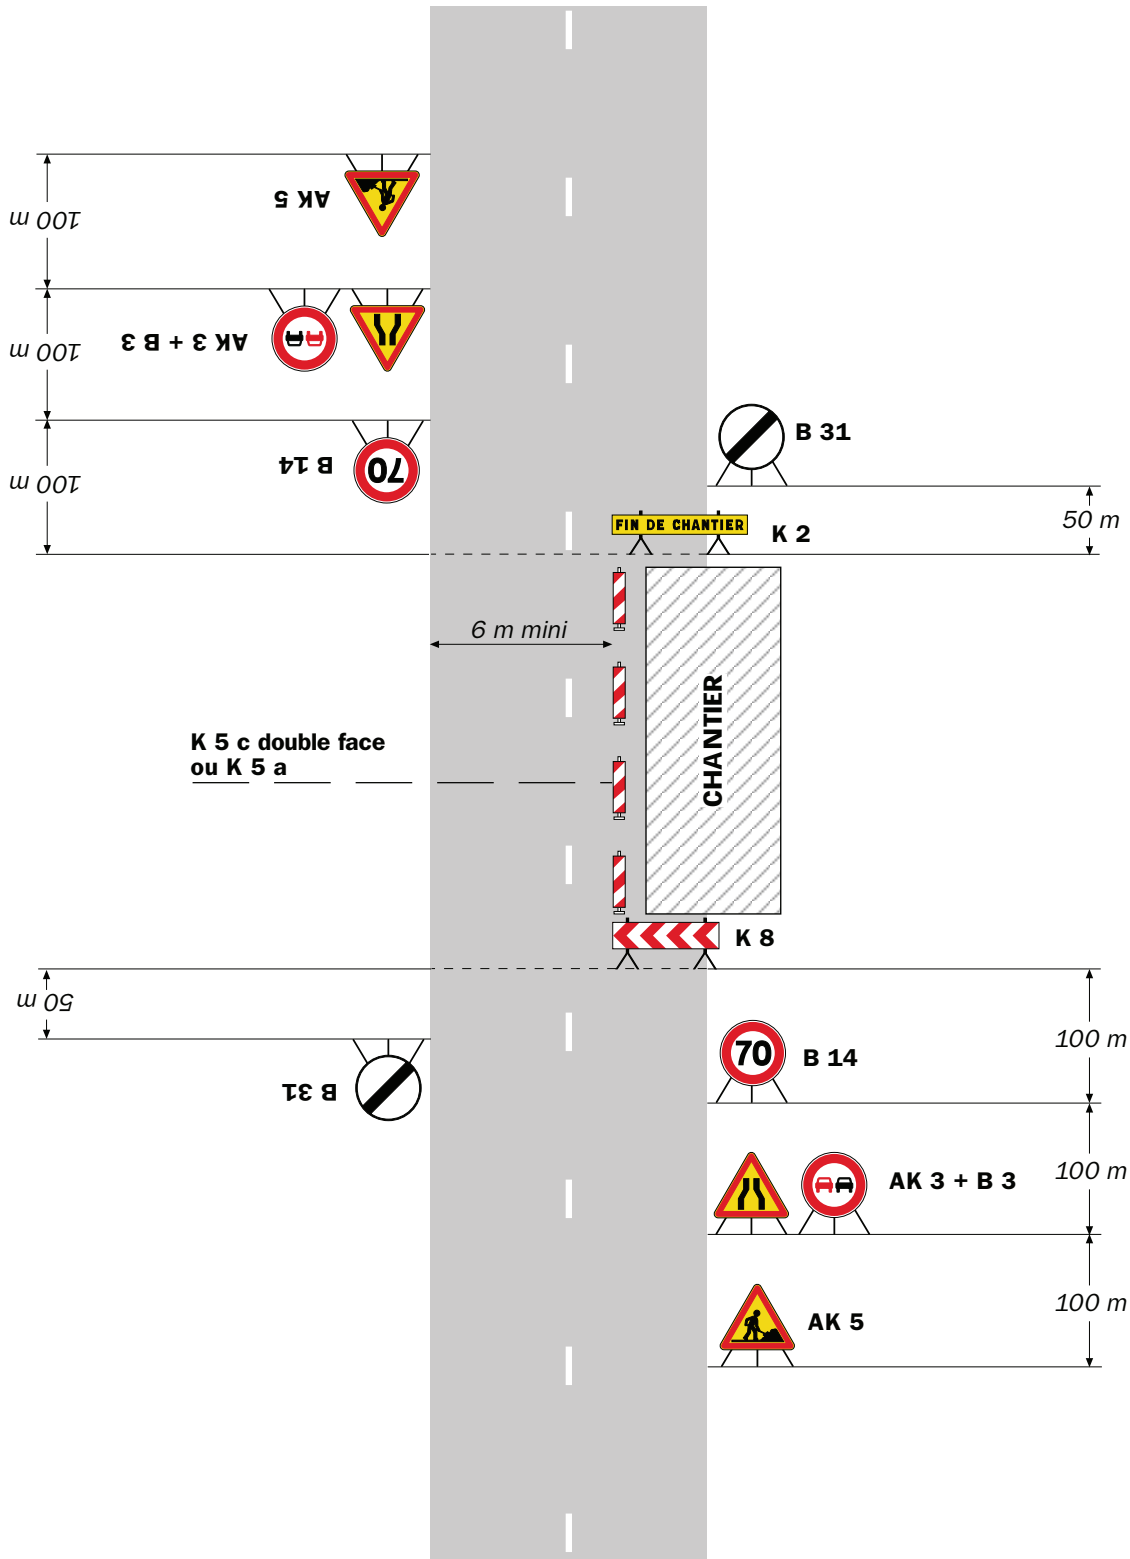 AK 5
100 m
AK 3 + B 3
100 m
70
B 14
100 m
B 31
50 m
FIN DE CHANTIER
K 2
6 m mini
K 5 c double face
ou K 5 a
CHANTIER
K 8
50 m
B 31
70
B 14
100 m
AK 3 + B 3
100 m
AK 5
100 m